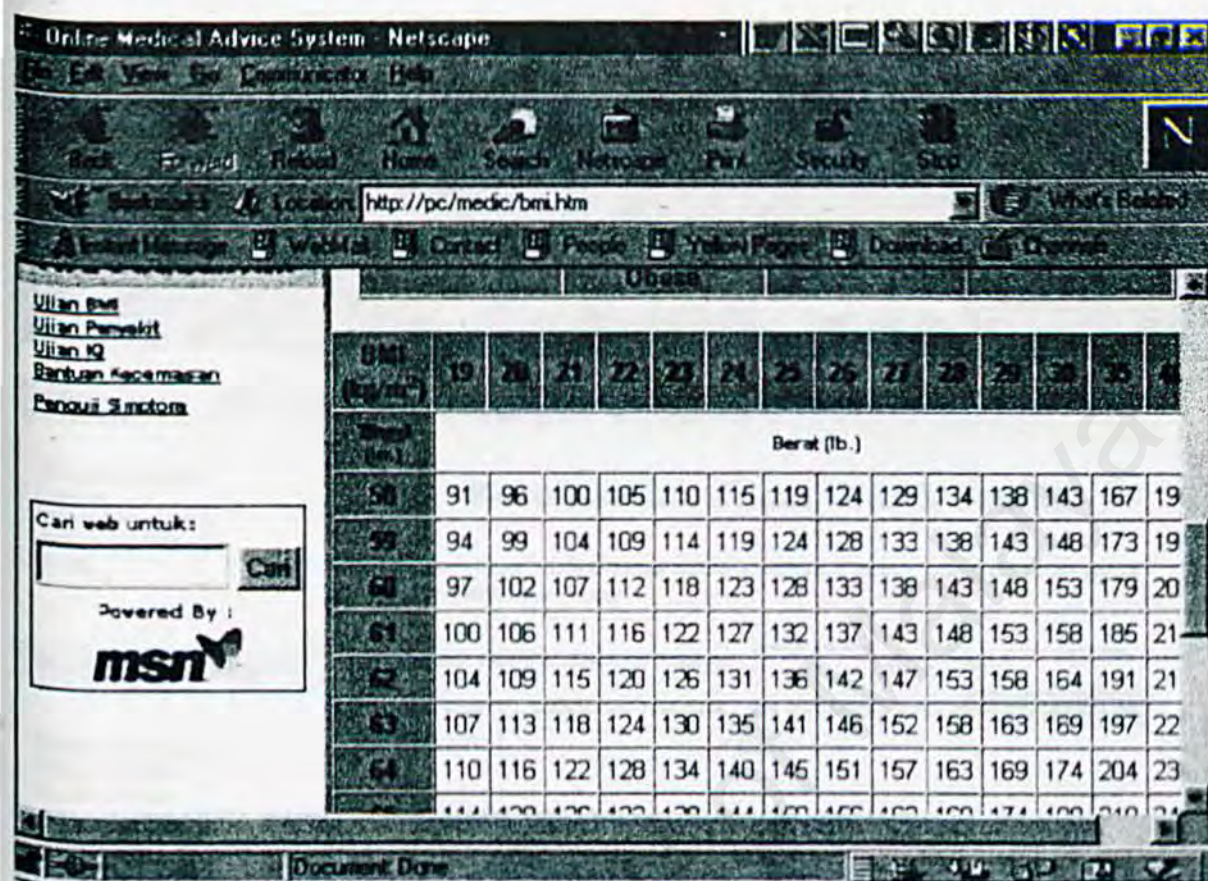 Online Medical Advice System - Netscape
Edit View Go Communicator Help
Back Forward Reload Home Search Netscape Print Security Stop
N
Bookmarks Location: http://pc/medic/bmi.htm What's Related
Instant Message WebMail Contact People Yellow Pages Download Channels
Ujian BMI
Ujian Penyakit
Ujian IQ
Bantuan Kecemasan
Penguji Simptom
Cari web untuk:
Cari
Powered By :
msn
Obese
BMI (kg/m²) 19 20 21 22 23 24 25 26 27 28 29 30 35
Berat (lb.)
58 91 96 100 105 110 115 119 124 129 134 138 143 167 19
59 94 99 104 109 114 119 124 128 133 138 143 148 173 19
60 97 102 107 112 118 123 128 133 138 143 148 153 179 20
61 100 106 111 116 122 127 132 137 143 148 153 158 185 21
62 104 109 115 120 126 131 136 142 147 153 158 164 191 21
63 107 113 118 124 130 135 141 146 152 158 163 169 197 22
64 110 116 122 128 134 140 145 151 157 163 169 174 204 23
Document: Done